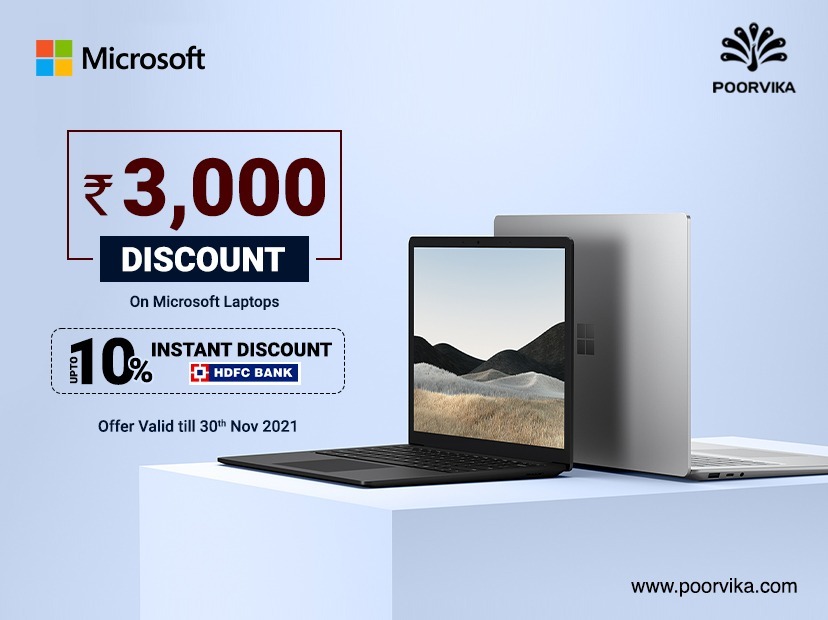 Microsoft
POORVIKA
₹ 3,000
DISCOUNT
On Microsoft Laptops
UPTO 10% INSTANT DISCOUNT
HDFC BANK
Offer Valid till 30th Nov 2021
www.poorvika.com